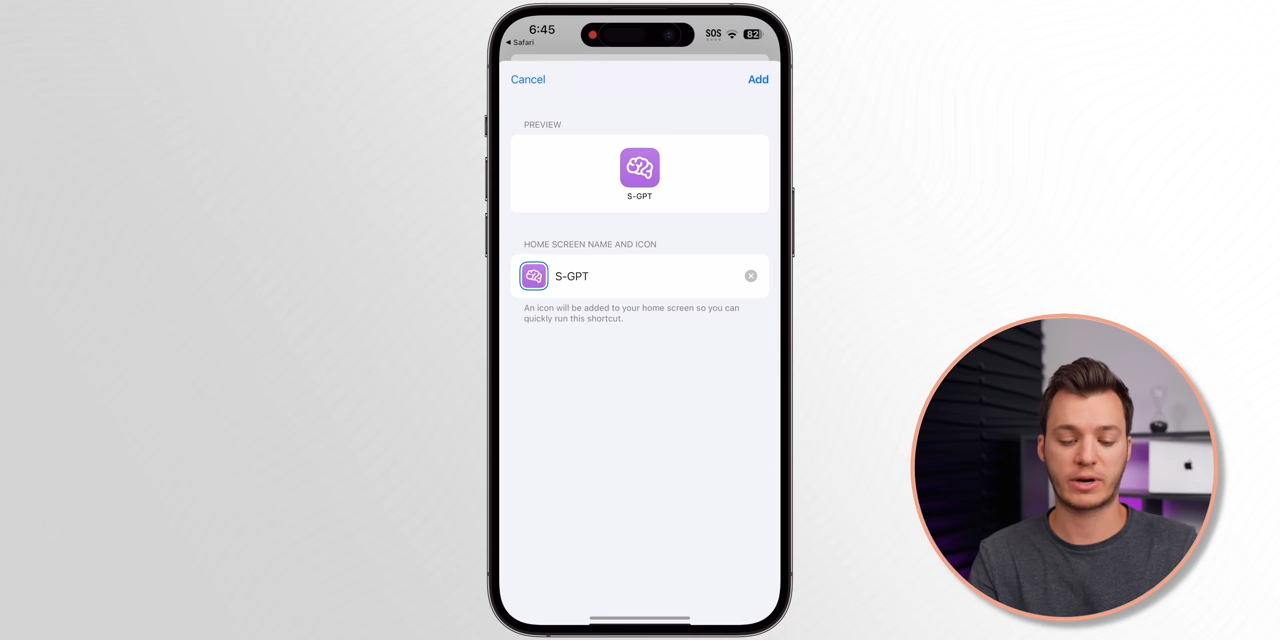 6:45
SOS
82
◀ Safari
Cancel
Add
PREVIEW
S-GPT
HOME SCREEN NAME AND ICON
S-GPT
An icon will be added to your home screen so you can
quickly run this shortcut.